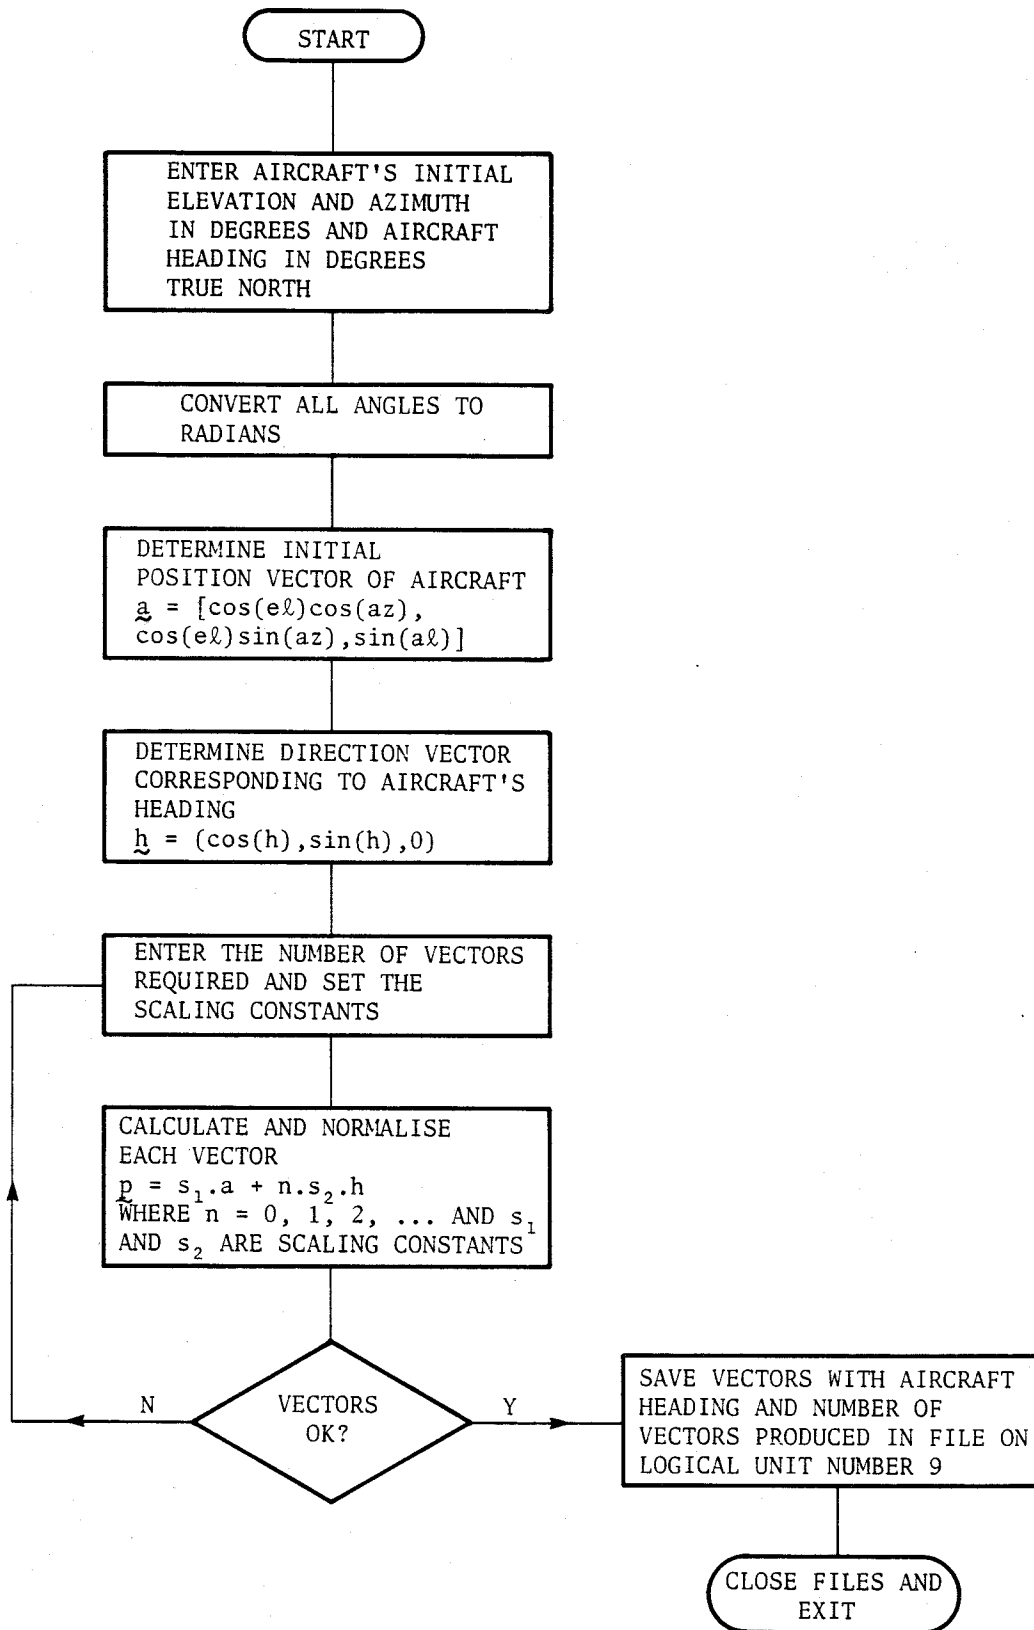 START
ENTER AIRCRAFT'S INITIAL
ELEVATION AND AZIMUTH
IN DEGREES AND AIRCRAFT
HEADING IN DEGREES
TRUE NORTH
CONVERT ALL ANGLES TO
RADIANS
DETERMINE INITIAL
POSITION VECTOR OF AIRCRAFT
a̰ = [cos(eℓ)cos(az),
cos(eℓ)sin(az),sin(aℓ)]
DETERMINE DIRECTION VECTOR
CORRESPONDING TO AIRCRAFT'S
HEADING
h̰ = (cos(h),sin(h),0)
ENTER THE NUMBER OF VECTORS
REQUIRED AND SET THE
SCALING CONSTANTS
CALCULATE AND NORMALISE
EACH VECTOR
p̰ = s₁.a + n.s₂.h
WHERE n = 0, 1, 2, ... AND s₁
AND s₂ ARE SCALING CONSTANTS
N
VECTORS
OK?
Y
SAVE VECTORS WITH AIRCRAFT
HEADING AND NUMBER OF
VECTORS PRODUCED IN FILE ON
LOGICAL UNIT NUMBER 9
CLOSE FILES AND
EXIT